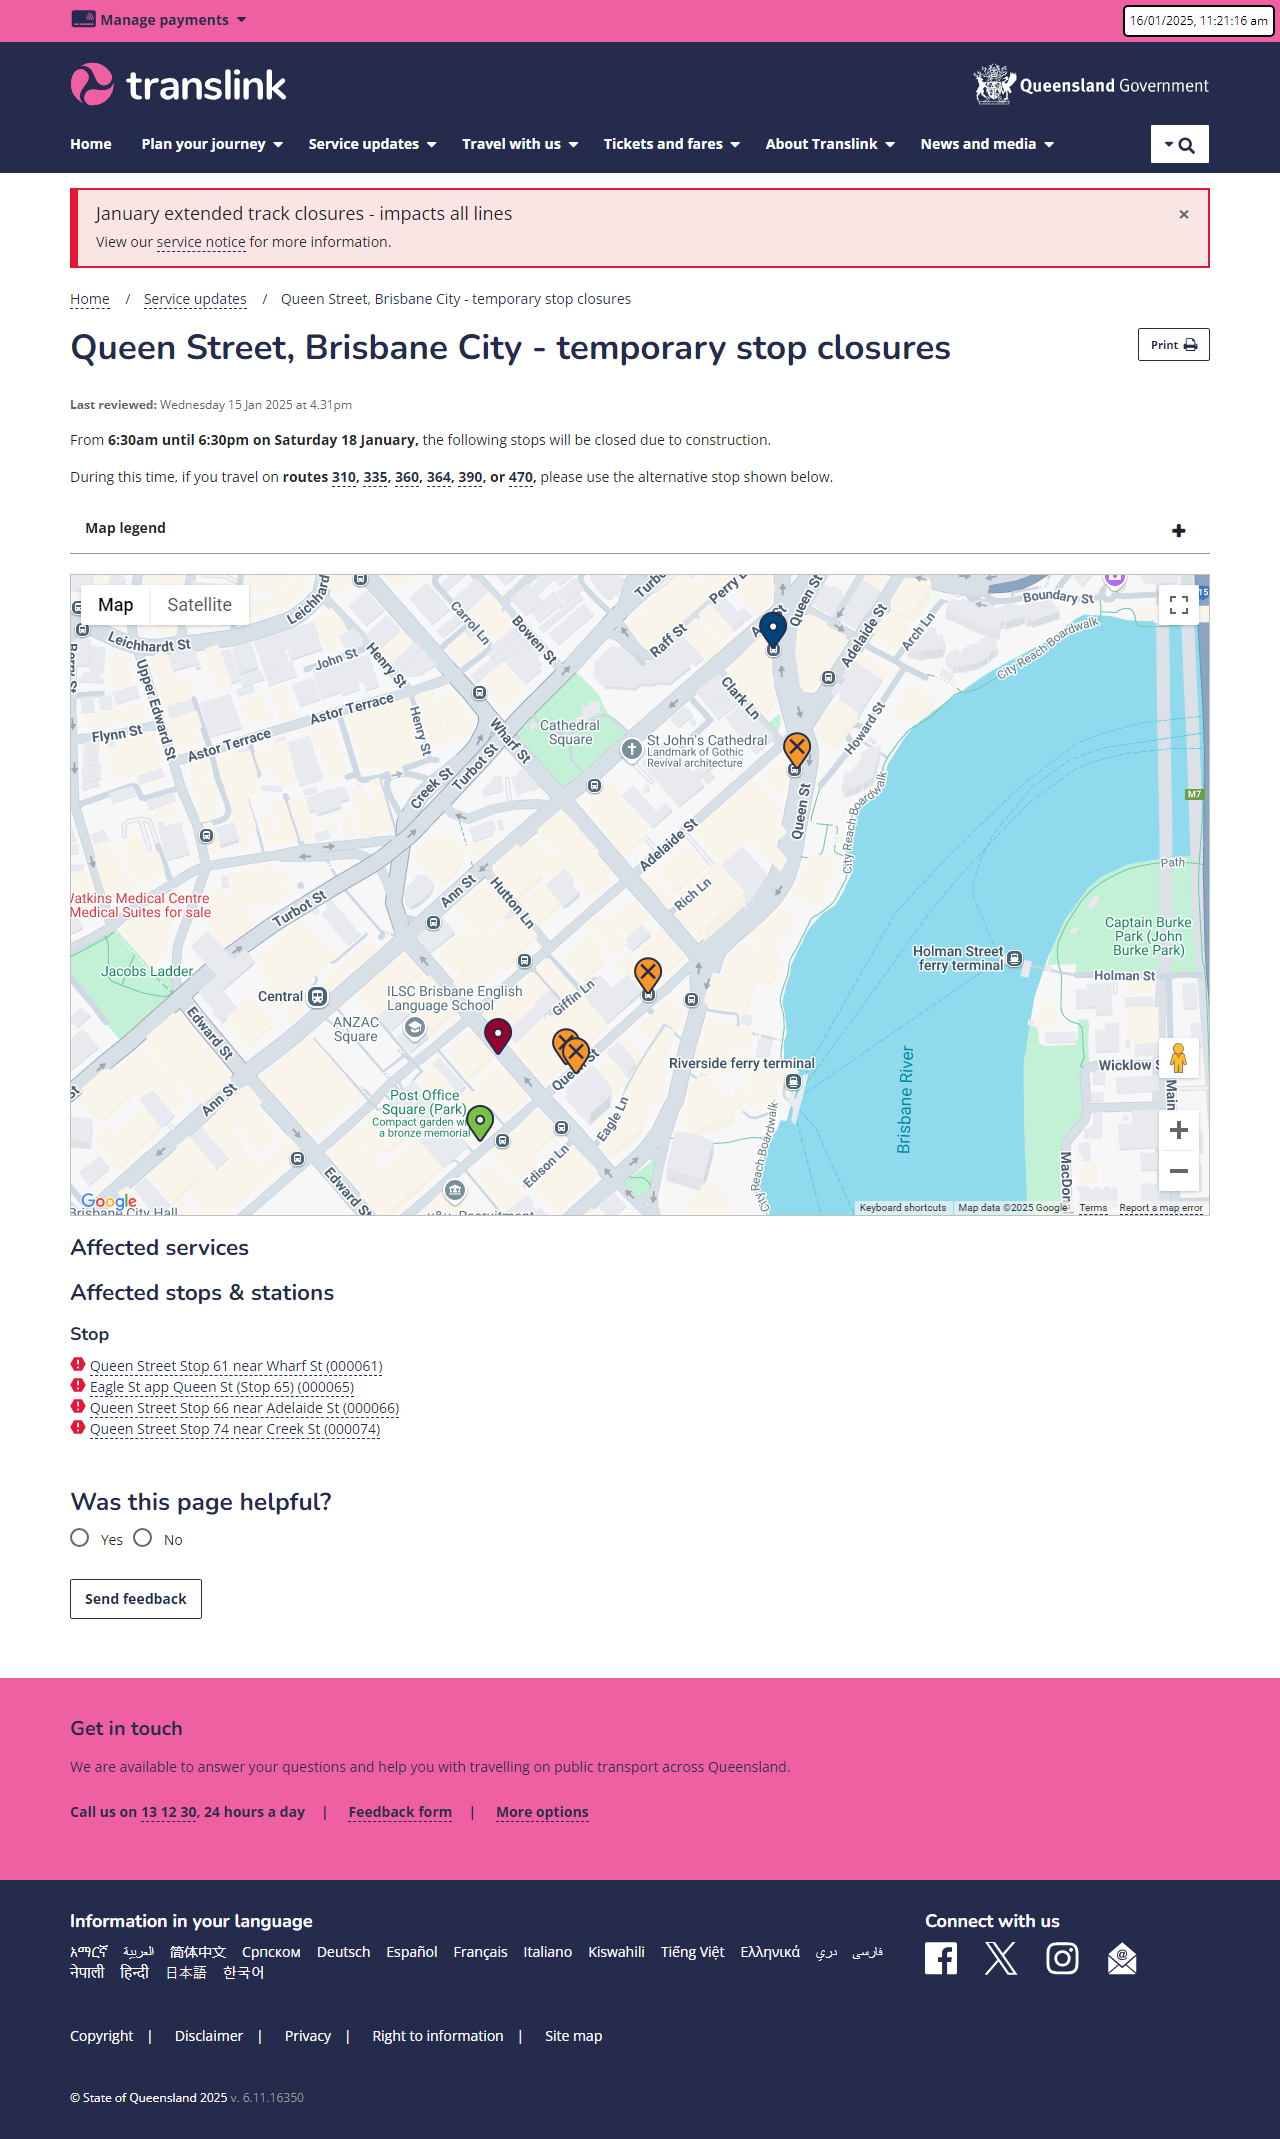 Manage payments
16/01/2025, 11:21:16 am
translink
Queensland Government
Home Plan your journey Service updates Travel with us Tickets and fares About Translink News and media
January extended track closures - impacts all lines
×
View our service notice for more information.
Home / Service updates / Queen Street, Brisbane City - temporary stop closures
Queen Street, Brisbane City - temporary stop closures
Print
Last reviewed: Wednesday 15 Jan 2025 at 4.31pm
From 6:30am until 6:30pm on Saturday 18 January, the following stops will be closed due to construction.
During this time, if you travel on routes 310, 335, 360, 364, 390, or 470, please use the alternative stop shown below.
Map legend
Map Satellite
Leichhardt St
Upper Edward St
John St
Henry St
Carrol Ln
Bowen St
Raff St
Perry
Queen St
Adelaide St
Arch Ln
Boundary St
City Reach Boardwalk
15
Flynn St
Astor Terrace
Astor Terrace
Henry St
Wharf St
Cathedral
Square
Clark Ln
Howard St
St John's Cathedral
Landmark of Gothic
Revival architecture
Creek St
Turbot St
Queen St
City Reach Boardwalk
M7
Adelaide St
Path
Watkins Medical Centre
Medical Suites for sale
Turbot St
Ann St
Hutton Ln
Rich Ln
Captain Burke
Park (John
Burke Park)
Holman Street
ferry terminal
Holman St
Jacobs Ladder
Central
ILSC Brisbane English
Language School
Giffin Ln
ANZAC
Square
Edward St
Queen St
Riverside ferry terminal
Brisbane River
Wicklow S
Main
Ann St
Post Office
Square (Park)
Compact garden w
a bronze memorial
Eagle Ln
Edison Ln
Edward St
City Reach Boardwalk
MacDon
Google
Brisbane City Hall
u&u. Recruitment
Keyboard shortcuts Map data ©2025 Google Terms Report a map error
Affected services
Affected stops & stations
Stop
Queen Street Stop 61 near Wharf St (000061)
Eagle St app Queen St (Stop 65) (000065)
Queen Street Stop 66 near Adelaide St (000066)
Queen Street Stop 74 near Creek St (000074)
Was this page helpful?
Yes No
Send feedback
Get in touch
We are available to answer your questions and help you with travelling on public transport across Queensland.
Call us on 13 12 30, 24 hours a day | Feedback form | More options
Information in your language
Connect with us
አማርኛ العربية 简体中文 Српском Deutsch Español Français Italiano Kiswahili Tiếng Việt Ελληνικά دري فارسی
नेपाली हिन्दी 日本語 한국어
Copyright | Disclaimer | Privacy | Right to information | Site map
© State of Queensland 2025 v. 6.11.16350